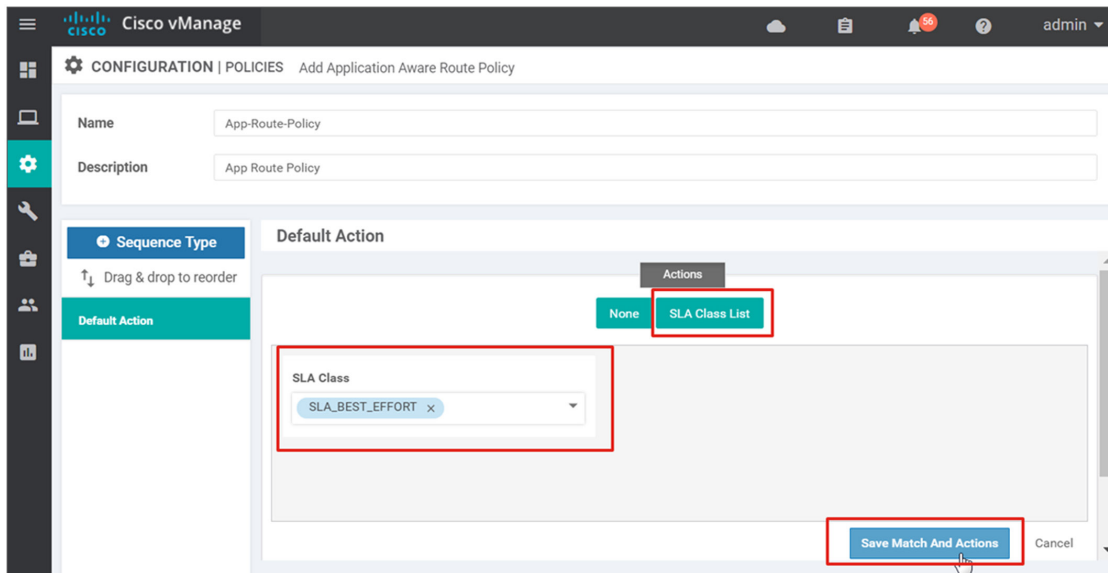 cisco Cisco vManage 56 admin
CONFIGURATION | POLICIES Add Application Aware Route Policy
Name App-Route-Policy
Description App Route Policy
Sequence Type
Drag & drop to reorder
Default Action
Default Action
Actions
None SLA Class List
SLA Class
SLA_BEST_EFFORT ×
Save Match And Actions Cancel